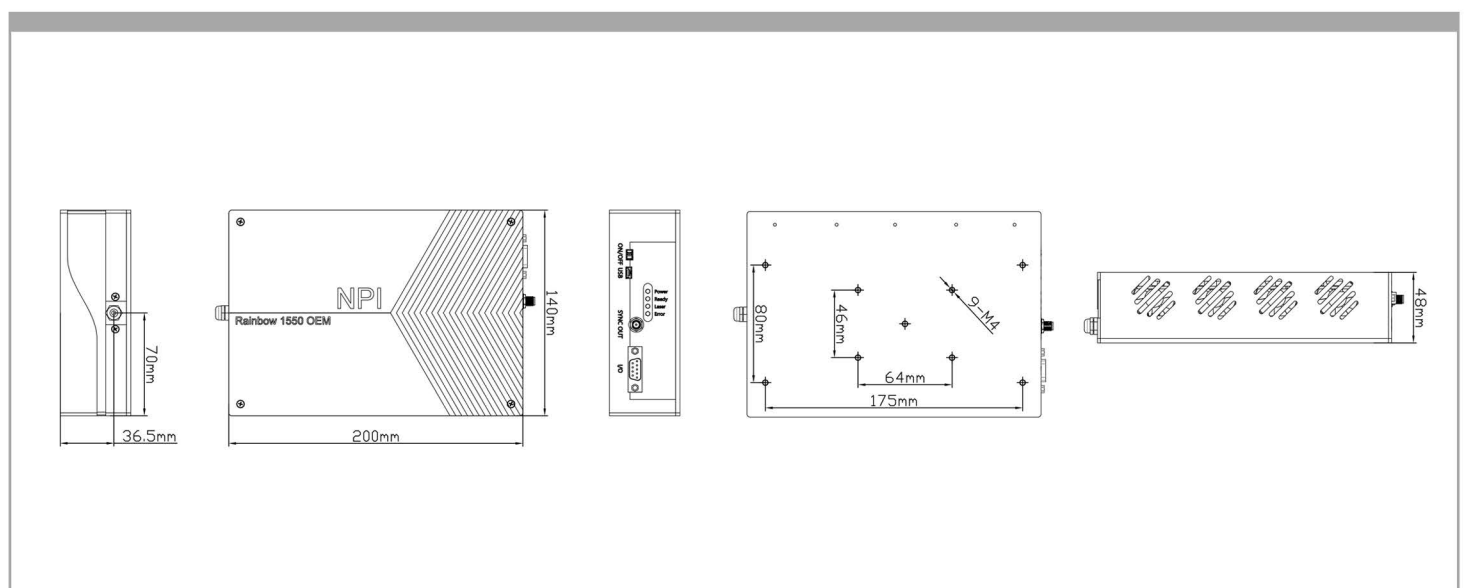 70mm
36.5mm
NPI
Rainbow 1550 OEM
140mm
200mm
ON/OFF USB
Power
Ready
Laser
Error
SYNC OUT
I/O
80mm
46mm
9-M4
64mm
175mm
48mm